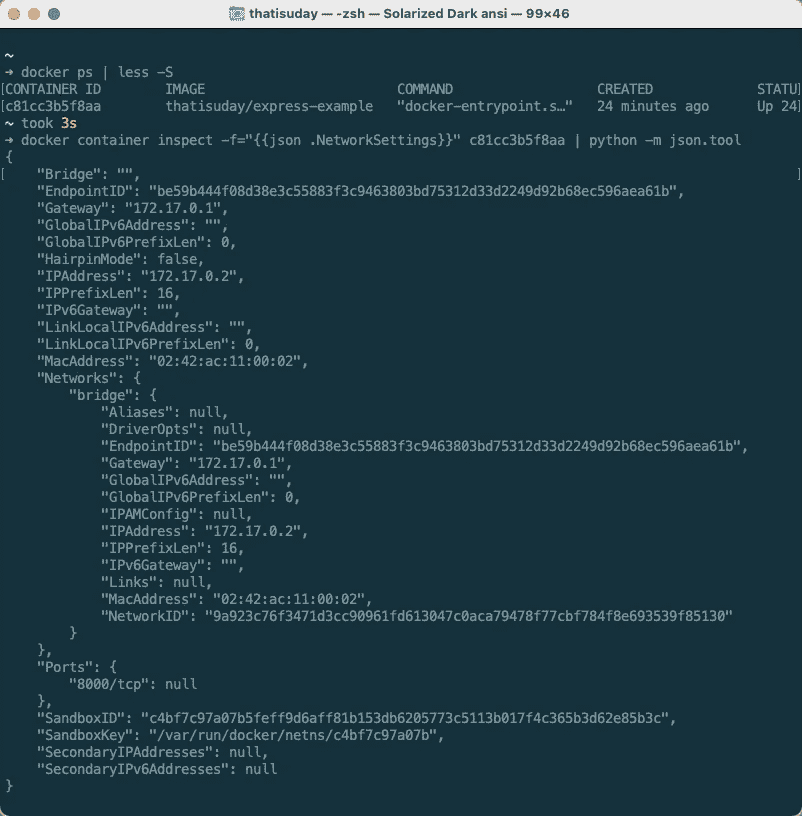 thatisuday — -zsh — Solarized Dark ansi — 99×46
~
→ docker ps | less -S
[CONTAINER ID        IMAGE                        COMMAND                  CREATED             STATU]
[c81cc3b5f8aa        thatisuday/express-example   "docker-entrypoint.s…"   24 minutes ago      Up 24]
~ took 3s
→ docker container inspect -f="{{json .NetworkSettings}}" c81cc3b5f8aa | python -m json.tool
{
[    "Bridge": "",                                                                                 ]
    "EndpointID": "be59b444f08d38e3c55883f3c9463803bd75312d33d2249d92b68ec596aea61b",
    "Gateway": "172.17.0.1",
    "GlobalIPv6Address": "",
    "GlobalIPv6PrefixLen": 0,
    "HairpinMode": false,
    "IPAddress": "172.17.0.2",
    "IPPrefixLen": 16,
    "IPv6Gateway": "",
    "LinkLocalIPv6Address": "",
    "LinkLocalIPv6PrefixLen": 0,
    "MacAddress": "02:42:ac:11:00:02",
    "Networks": {
        "bridge": {
            "Aliases": null,
            "DriverOpts": null,
            "EndpointID": "be59b444f08d38e3c55883f3c9463803bd75312d33d2249d92b68ec596aea61b",
            "Gateway": "172.17.0.1",
            "GlobalIPv6Address": "",
            "GlobalIPv6PrefixLen": 0,
            "IPAMConfig": null,
            "IPAddress": "172.17.0.2",
            "IPPrefixLen": 16,
            "IPv6Gateway": "",
            "Links": null,
            "MacAddress": "02:42:ac:11:00:02",
            "NetworkID": "9a923c76f3471d3cc90961fd613047c0aca79478f77cbf784f8e693539f85130"
        }
    },
    "Ports": {
        "8000/tcp": null
    },
    "SandboxID": "c4bf7c97a07b5feff9d6aff81b153db6205773c5113b017f4c365b3d62e85b3c",
    "SandboxKey": "/var/run/docker/netns/c4bf7c97a07b",
    "SecondaryIPAddresses": null,
    "SecondaryIPv6Addresses": null
}